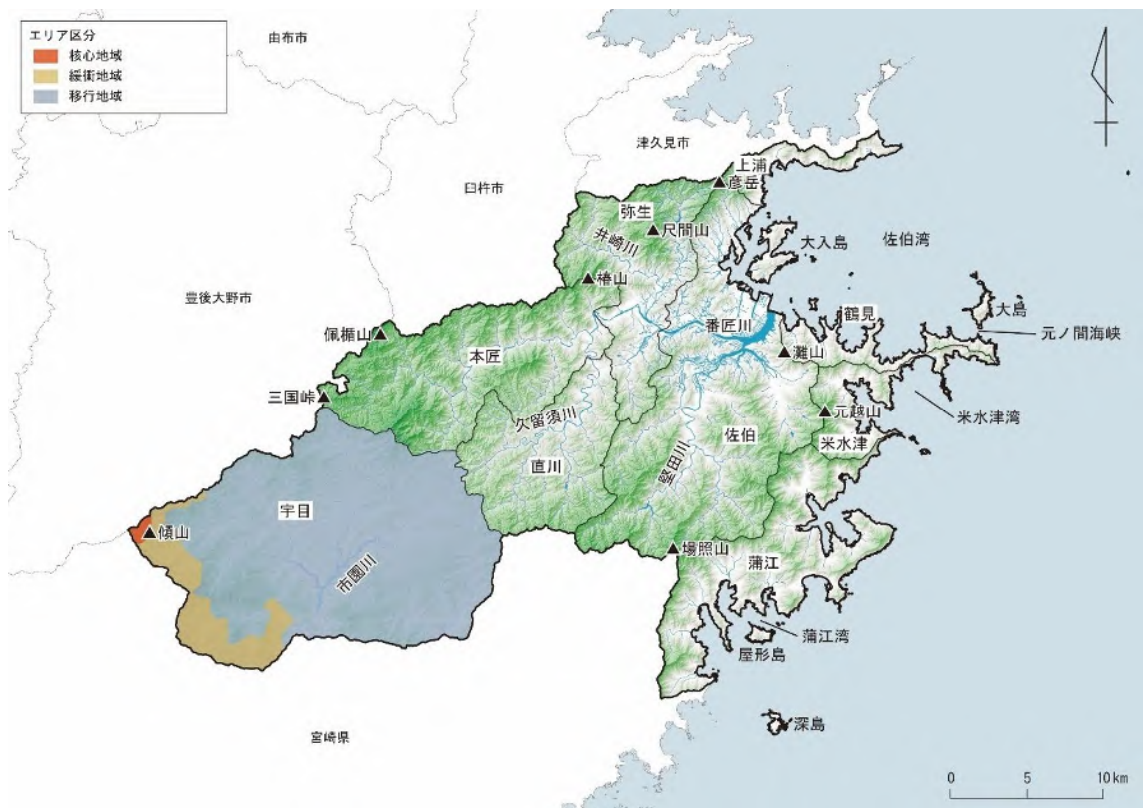 エリア区分
核心地域
緩衝地域
移行地域
由布市
津久見市
臼杵市
豊後大野市
上浦
彦岳
弥生
尺間山
井崎川
大入島
佐伯湾
椿山
大島
鶴見
元ノ間海峡
番匠川
佩楯山
灘山
本匠
三国峠
米水津湾
元越山
久留須川
佐伯
米水津
直川
堅田川
宇目
傾山
場照山
蒲江
市園川
蒲江湾
屋形島
深島
宮崎県
0 5 10km